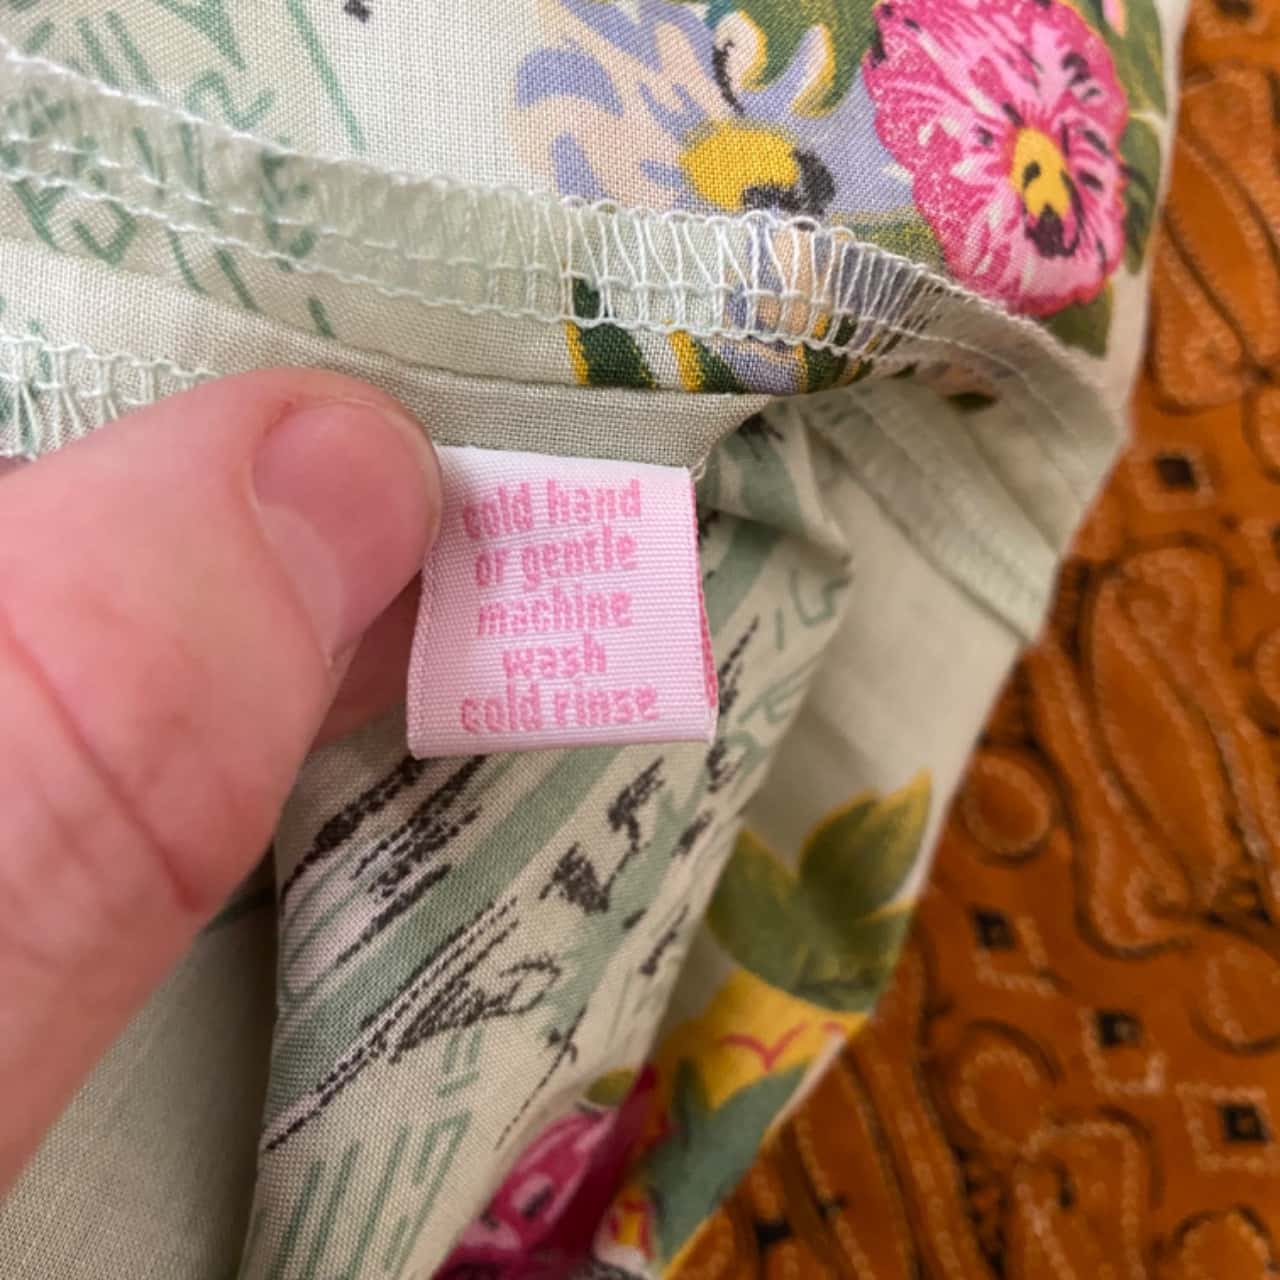 cold hand
or gentle
machine
wash
cold rinse